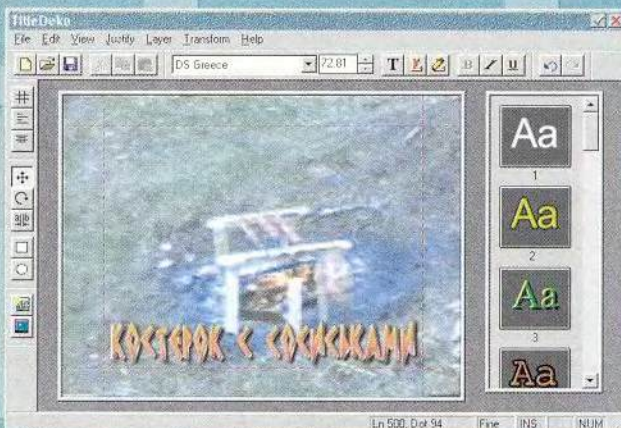 TitleDeko
File Edit View Justify Layer Transform Help
DS Greece 72.81 T B I U
Aa
1
Aa
2
Aa
3
Aa
КОСТЕРОК С СОСИСЬКАМИ
Ln 500, Dot 94 Fine INS NUM